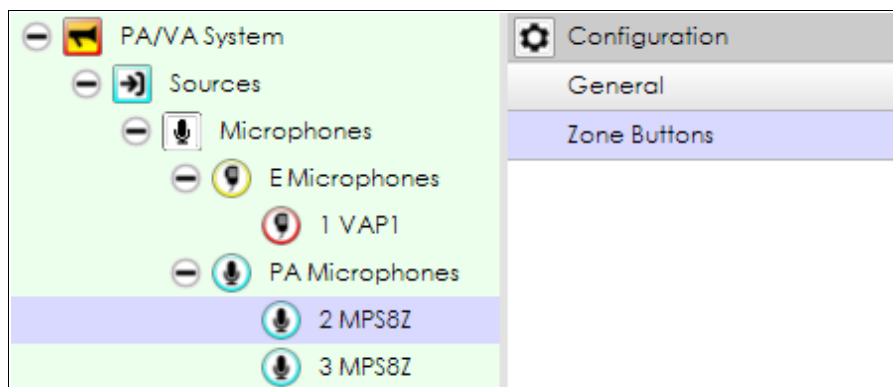 PA/VA System
Sources
Microphones
E Microphones
1 VAP1
PA Microphones
2 MPS8Z
3 MPS8Z
Configuration
General
Zone Buttons